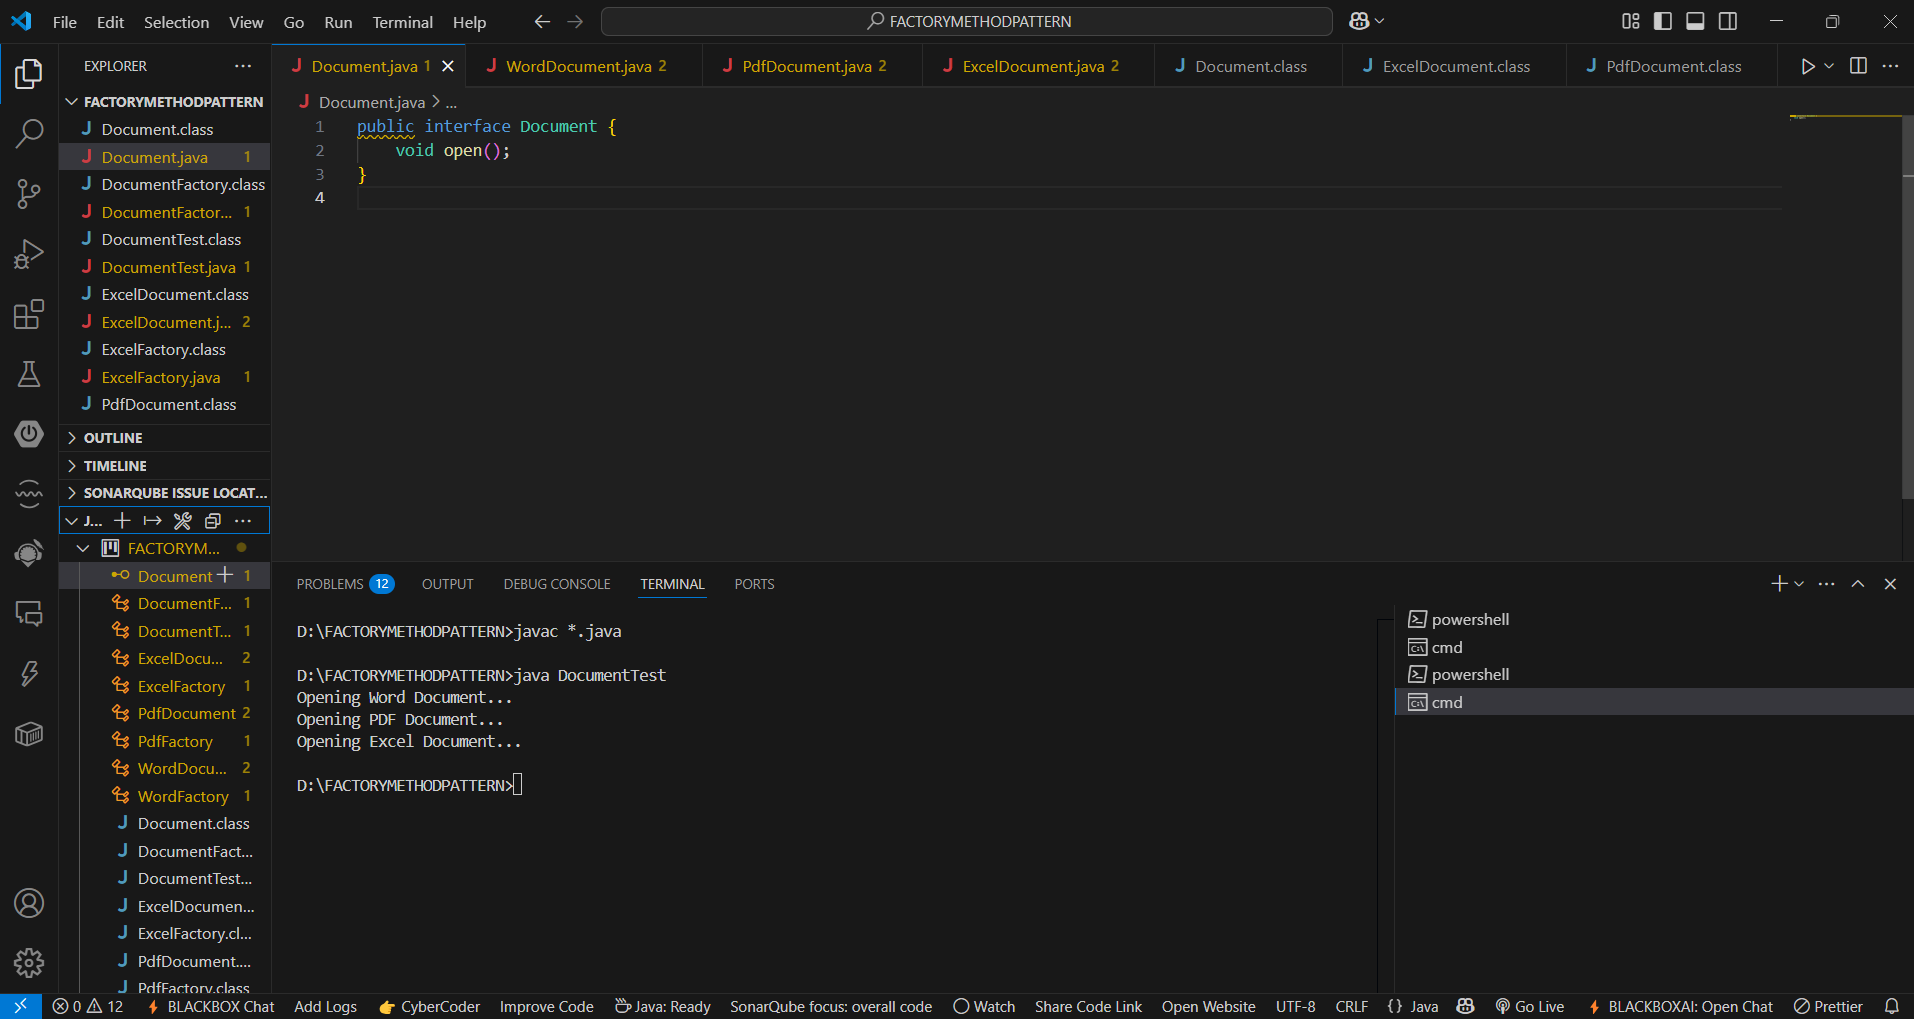 File Edit Selection View Go Run Terminal Help
FACTORYMETHODPATTERN
EXPLORER
FACTORYMETHODPATTERN
J Document.class
J Document.java 1
J DocumentFactory.class
J DocumentFactor... 1
J DocumentTest.class
J DocumentTest.java 1
J ExcelDocument.class
J ExcelDocument.j... 2
J ExcelFactory.class
J ExcelFactory.java 1
J PdfDocument.class
OUTLINE
TIMELINE
SONARQUBE ISSUE LOCAT...
J...
FACTORYM...
Document 1
DocumentF... 1
DocumentT... 1
ExcelDocu... 2
ExcelFactory 1
PdfDocument 2
PdfFactory 1
WordDocu... 2
WordFactory 1
J Document.class
J DocumentFact...
J DocumentTest...
J ExcelDocumen...
J ExcelFactory.cl...
J PdfDocument....
J PdfFactory.class
J Document.java 1 J WordDocument.java 2 J PdfDocument.java 2 J ExcelDocument.java 2 J Document.class J ExcelDocument.class J PdfDocument.class
J Document.java > ...
1 public interface Document {
2 void open();
3 }
4
PROBLEMS 12 OUTPUT DEBUG CONSOLE TERMINAL PORTS
D:\FACTORYMETHODPATTERN>javac *.java
D:\FACTORYMETHODPATTERN>java DocumentTest
Opening Word Document...
Opening PDF Document...
Opening Excel Document...
D:\FACTORYMETHODPATTERN>
powershell
cmd
powershell
cmd
0 12 BLACKBOX Chat Add Logs CyberCoder Improve Code Java: Ready SonarQube focus: overall code Watch Share Code Link Open Website UTF-8 CRLF {} Java Go Live BLACKBOXAI: Open Chat Prettier